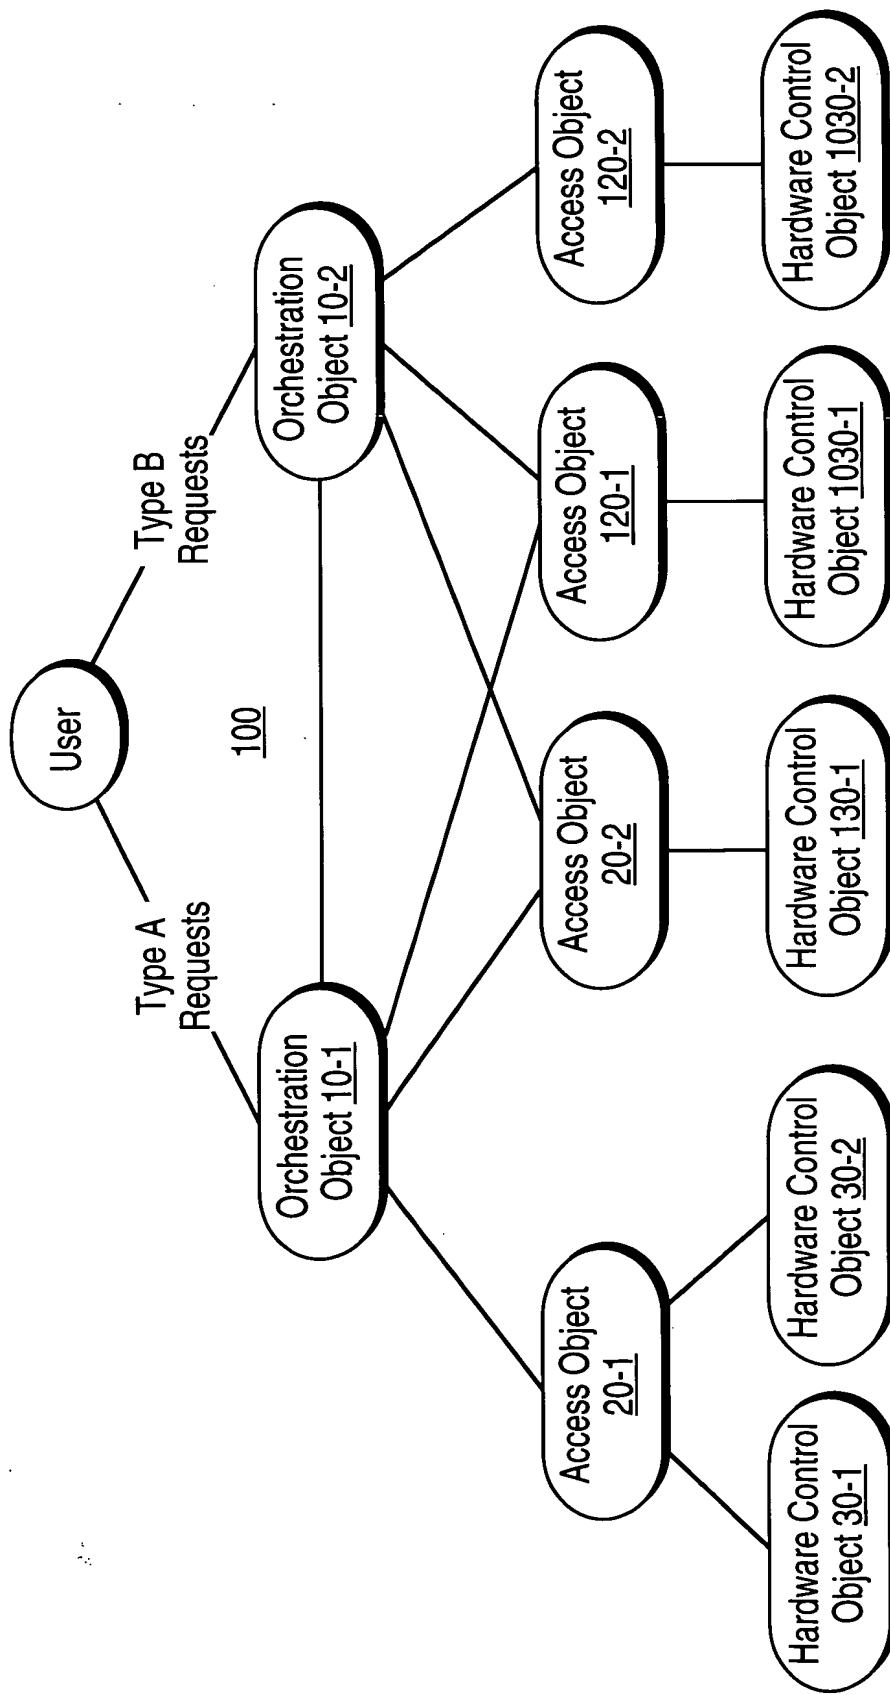 User
Type A
Requests
Type B
Requests
100
Orchestration
Object 10-1
Orchestration
Object 10-2
Access Object
20-1
Access Object
20-2
Access Object
120-1
Access Object
120-2
Hardware Control
Object 30-1
Hardware Control
Object 30-2
Hardware Control
Object 130-1
Hardware Control
Object 1030-1
Hardware Control
Object 1030-2